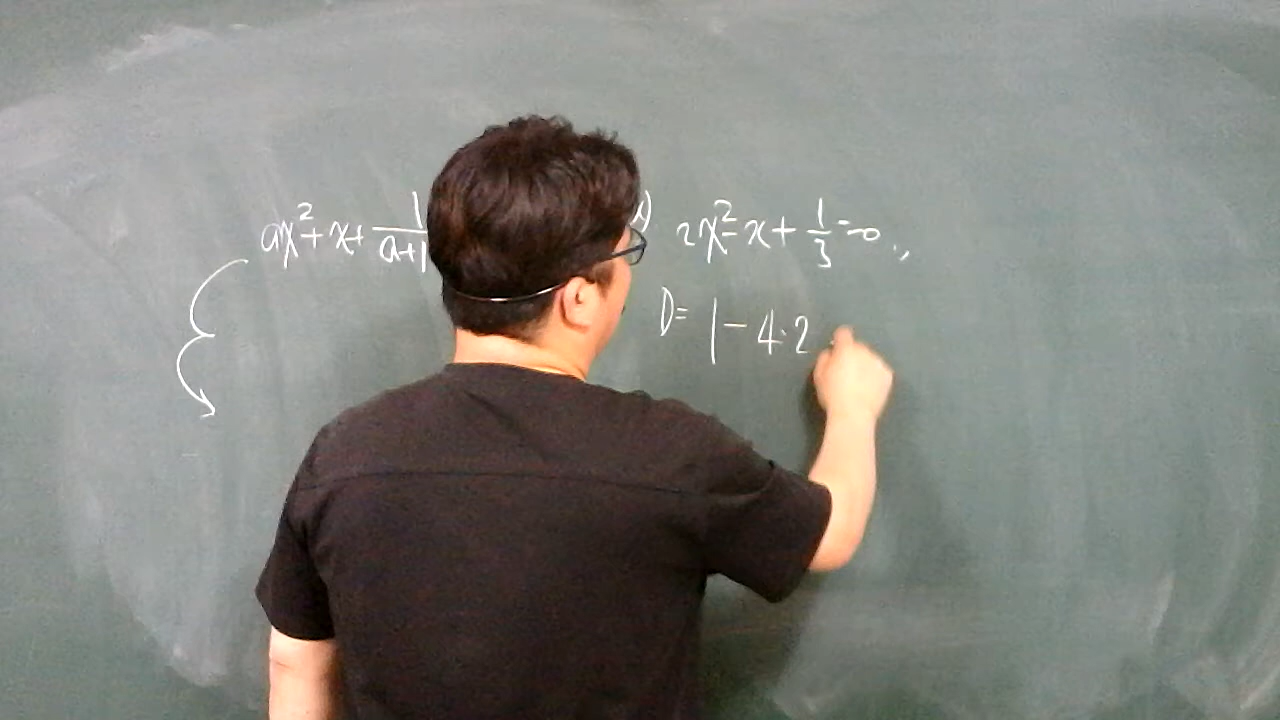 ax² + x + 1/(a+1)
2x² - x + 1/3 = 0 .,
D = 1 - 4·2